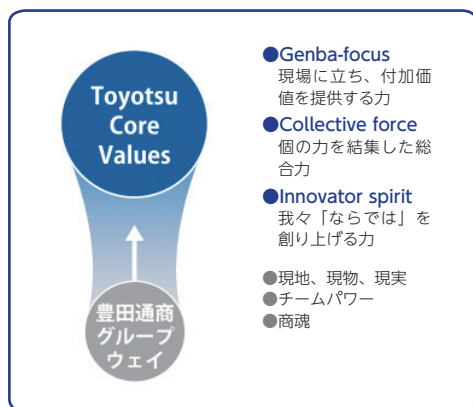 Toyotsu
Core
Values
豊田通商
グループ
ウェイ
●Genba-focus
現場に立ち、付加価
値を提供する力
●Collective force
個の力を結集した総
合力
●Innovator spirit
我々「ならでは」を
創り上げる力
●現地、現物、現実
●チームパワー
●商魂